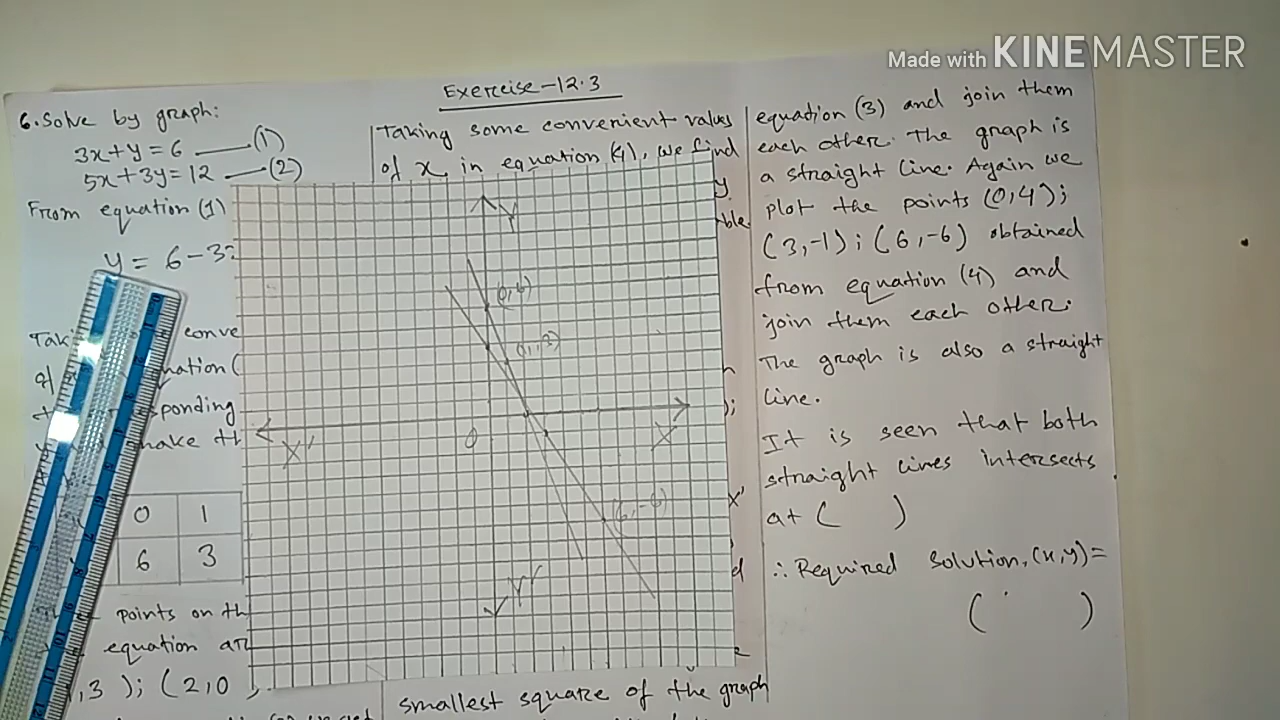 Made with KINEMASTER
Exercise-12.3
6. Solve by graph:
3x+y=6 —(1)
5x+3y=12 —(2)
From equation (1)
y = 6-3
conve
equation (
responding
make th
0 1
6 3
points on th
equation
,3 ); (2,0
Taking some convenient values
of x in equation (4), we find
y
X'
smallest square of the graph
equation (3) and join them
each other. The graph is
a straight line. Again we
plot the points (0,4);
(3,-1); (6,-6) obtained
from equation (4) and
join them each other.
The graph is also a straight
line.
It is seen that both
straight lines intersects
at ( )
∴ Required solution, (x,y)=
( )
Y
(0,6)
(1,3)
X'
O
X
(6,-6)
Y'